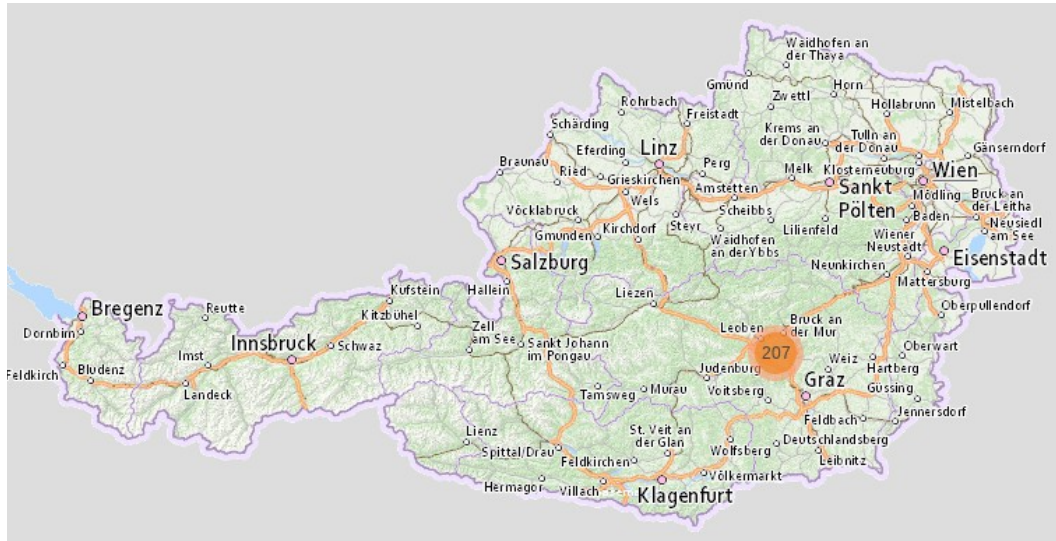 Waidhofen an
der Thaya
Gmünd
Horn
Zwettl
Rohrbach
Freistadt
Hollabrunn
Mistelbach
Schärding
Krems an
der Donau
Tulln an
der Donau
Linz
Eferding
Gänserndorf
Braunau
Ried
Grieskirchen
Perg
Melk
Klosterneuburg
Wien
Amstetten
Sankt
Pölten
Mödling
Bruck an
der Leitha
Wels
Vöcklabruck
Steyr
Scheibbs
Lilienfeld
Baden
Neusiedl
am See
Gmunden
Kirchdorf
Waidhofen
an der Ybbs
Wiener
Neustadt
Eisenstadt
Salzburg
Neunkirchen
Mattersburg
Hallein
Liezen
Kufstein
Bregenz
Reutte
Oberpullendorf
Kitzbühel
Dornbirn
Zell
am See
Leoben
Bruck an
der Mur
Innsbruck
Schwaz
Sankt Johann
im Pongau
207
Imst
Weiz
Oberwart
Feldkirch
Bludenz
Judenburg
Hartberg
Landeck
Tamsweg
Murau
Voitsberg
Graz
Güssing
Feldbach
Jennersdorf
Lienz
St. Veit an
der Glan
Deutschlandsberg
Spittal/Drau
Feldkirchen
Wolfsberg
Leibnitz
Hermagor
Villach
Völkermarkt
Klagenfurt